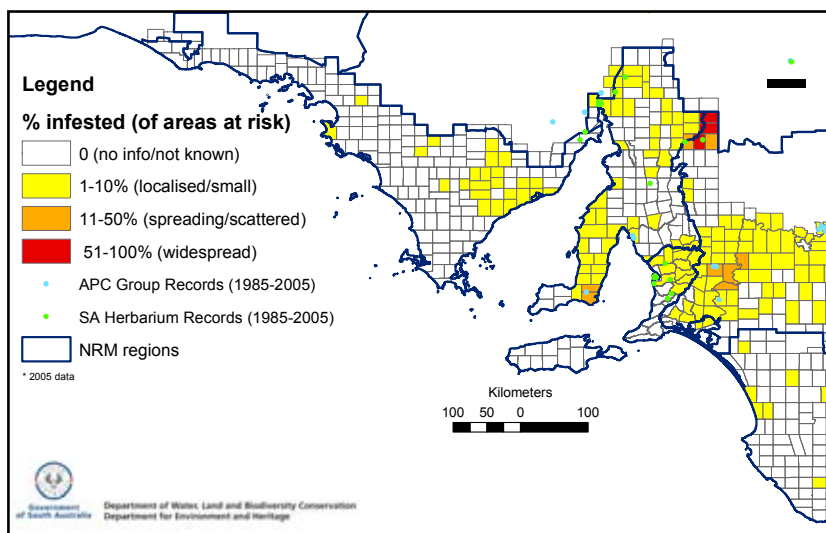 Legend
% infested (of areas at risk)
0 (no info/not known)
1-10% (localised/small)
11-50% (spreading/scattered)
51-100% (widespread)
APC Group Records (1985-2005)
SA Herbarium Records (1985-2005)
NRM regions
* 2005 data
Kilometers
100 50 0 100
Government
of South Australia
Department of Water, Land and Biodiversity Conservation
Department for Environment and Heritage